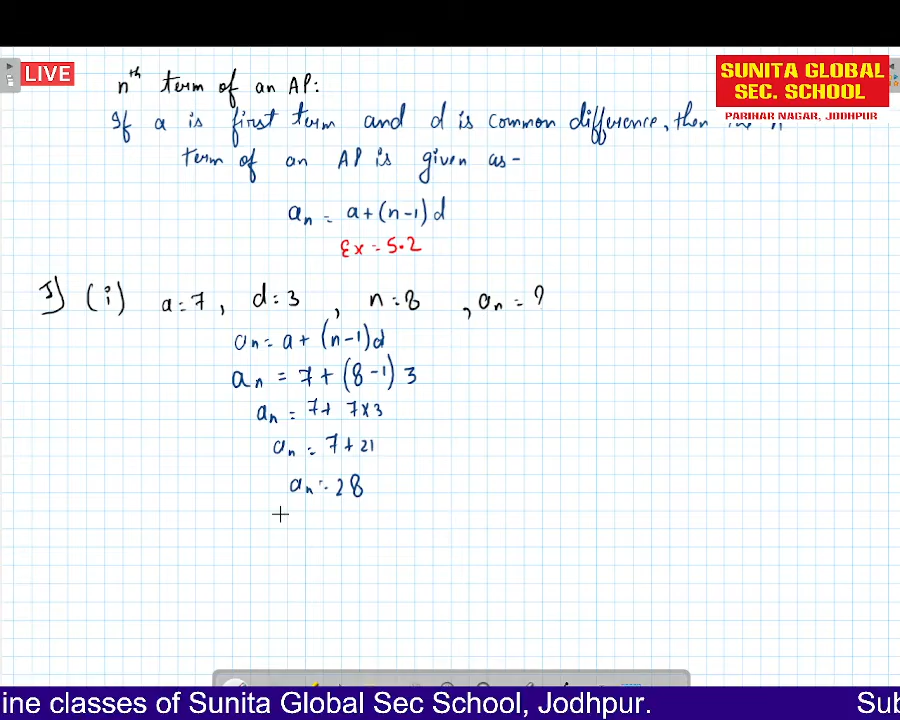 LIVE
SUNITA GLOBAL
SEC. SCHOOL
PARIHAR NAGAR, JODHPUR
nth term of an AP:
If a is first term and d is common difference, then the n
term of an AP is given as-
an = a+(n-1)d
Ex = 5.2
1) (i) a=7, d=3, n=8, an=?
an = a+(n-1)d
an = 7+(8-1)3
an = 7+7×3
an = 7+21
an = 28
ine classes of Sunita Global Sec School, Jodhpur. Sub